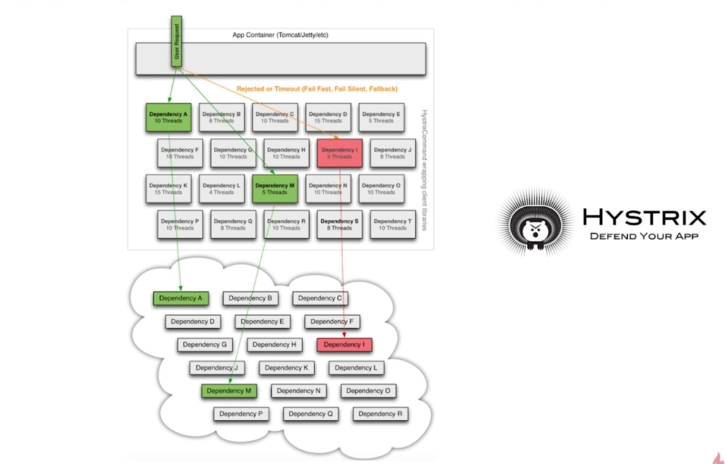 User Request
App Container (Tomcat/Jetty/etc)
Rejected or Timeout (Fail Fast, Fail Silent, Fallback)
Dependency A
10 Threads
Dependency B
8 Threads
Dependency C
10 Threads
Dependency D
15 Threads
Dependency E
5 Threads
Dependency F
10 Threads
Dependency G
10 Threads
Dependency H
10 Threads
Dependency I
5 Threads
Dependency J
8 Threads
Dependency K
15 Threads
Dependency L
4 Threads
Dependency M
5 Threads
Dependency N
10 Threads
Dependency O
10 Threads
Dependency P
10 Threads
Dependency Q
8 Threads
Dependency R
10 Threads
Dependency S
8 Threads
Dependency T
10 Threads
HystrixCommand wrapping client libraries
Dependency A
Dependency B
Dependency C
Dependency D
Dependency E
Dependency F
Dependency G
Dependency H
Dependency I
Dependency J
Dependency K
Dependency L
Dependency M
Dependency N
Dependency O
Dependency P
Dependency Q
Dependency R
HYSTRIX
DEFEND YOUR APP